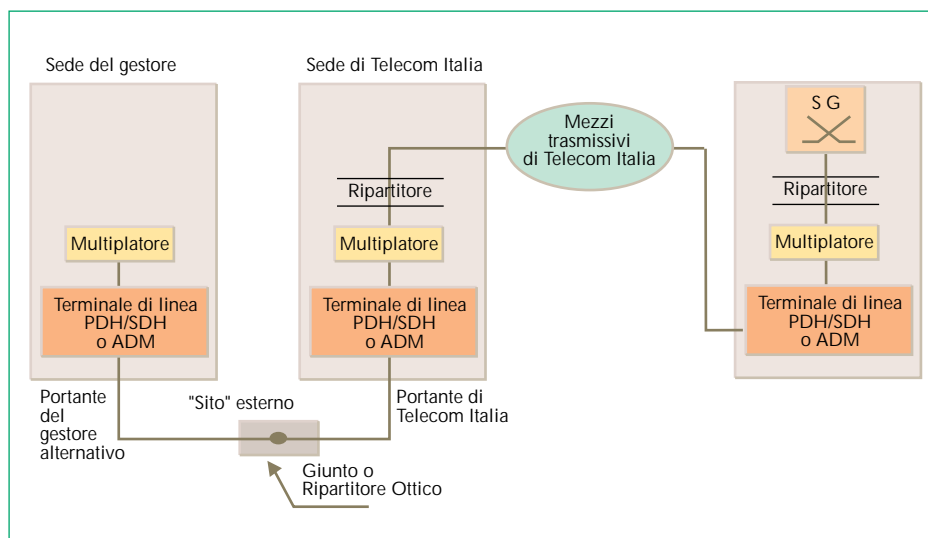 Sede del gestore
Multiplatore
Terminale di linea
PDH/SDH
o ADM
Portante
del
gestore
alternativo
"Sito" esterno
Giunto o
Ripartitore Ottico
Sede di Telecom Italia
Ripartitore
Multiplatore
Terminale di linea
PDH/SDH
o ADM
Portante di
Telecom Italia
Mezzi
trasmissivi
di Telecom Italia
S G
Ripartitore
Multiplatore
Terminale di linea
PDH/SDH
o ADM